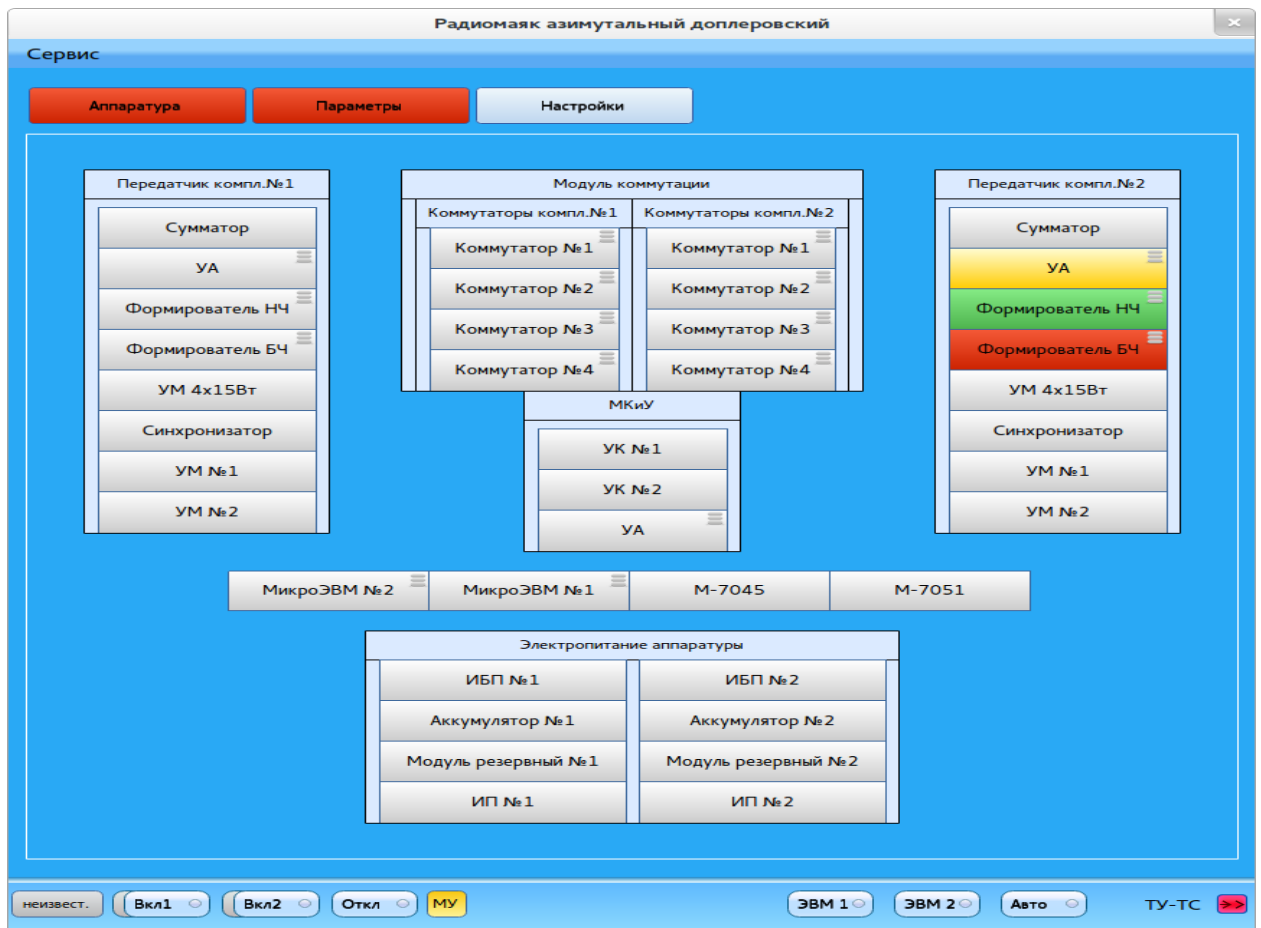 Радиомаяк азимутальный доплеровский
×
Сервис
Аппаратура Параметры Настройки
Передатчик компл.№1
Сумматор
УА
Формирователь НЧ
Формирователь БЧ
УМ 4х15Вт
Синхронизатор
УМ №1
УМ №2
Модуль коммутации
Коммутаторы компл.№1 Коммутаторы компл.№2
Коммутатор №1 Коммутатор №1
Коммутатор №2 Коммутатор №2
Коммутатор №3 Коммутатор №3
Коммутатор №4 Коммутатор №4
МКиУ
УК №1
УК №2
УА
Передатчик компл.№2
Сумматор
УА
Формирователь НЧ
Формирователь БЧ
УМ 4х15Вт
Синхронизатор
УМ №1
УМ №2
МикроЭВМ №2 МикроЭВМ №1 М-7045 М-7051
Электропитание аппаратуры
ИБП №1 ИБП №2
Аккумулятор №1 Аккумулятор №2
Модуль резервный №1 Модуль резервный №2
ИП №1 ИП №2
неизвест. Вкл1 Вкл2 Откл МУ ЭВМ 1 ЭВМ 2 Авто ТУ-ТС >>